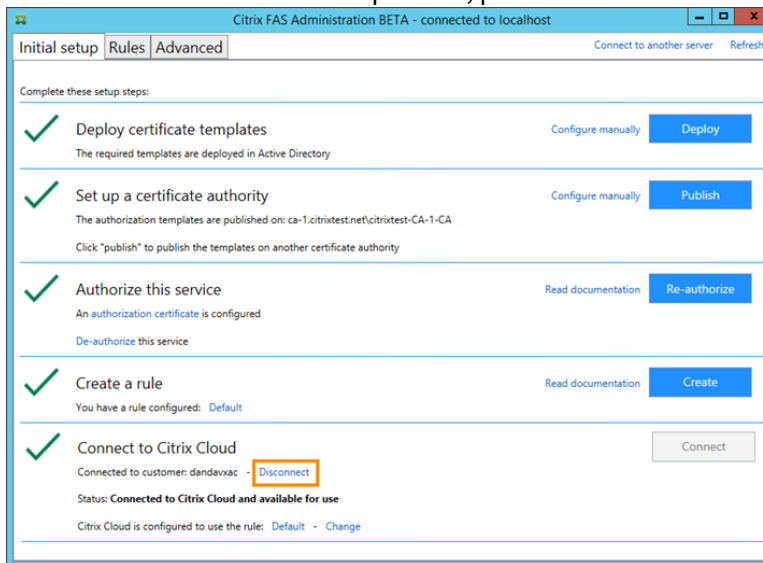 Citrix FAS Administration BETA - connected to localhost
Initial setup Rules Advanced Connect to another server Refresh
Complete these setup steps:
Deploy certificate templates Configure manually Deploy
The required templates are deployed in Active Directory
Set up a certificate authority Configure manually Publish
The authorization templates are published on: ca-1.citrixtest.net\citrixtest-CA-1-CA
Click "publish" to publish the templates on another certificate authority
Authorize this service Read documentation Re-authorize
An authorization certificate is configured
De-authorize this service
Create a rule Read documentation Create
You have a rule configured: Default
Connect to Citrix Cloud Connect
Connected to customer: dandavxac - Disconnect
Status: Connected to Citrix Cloud and available for use
Citrix Cloud is configured to use the rule: Default - Change